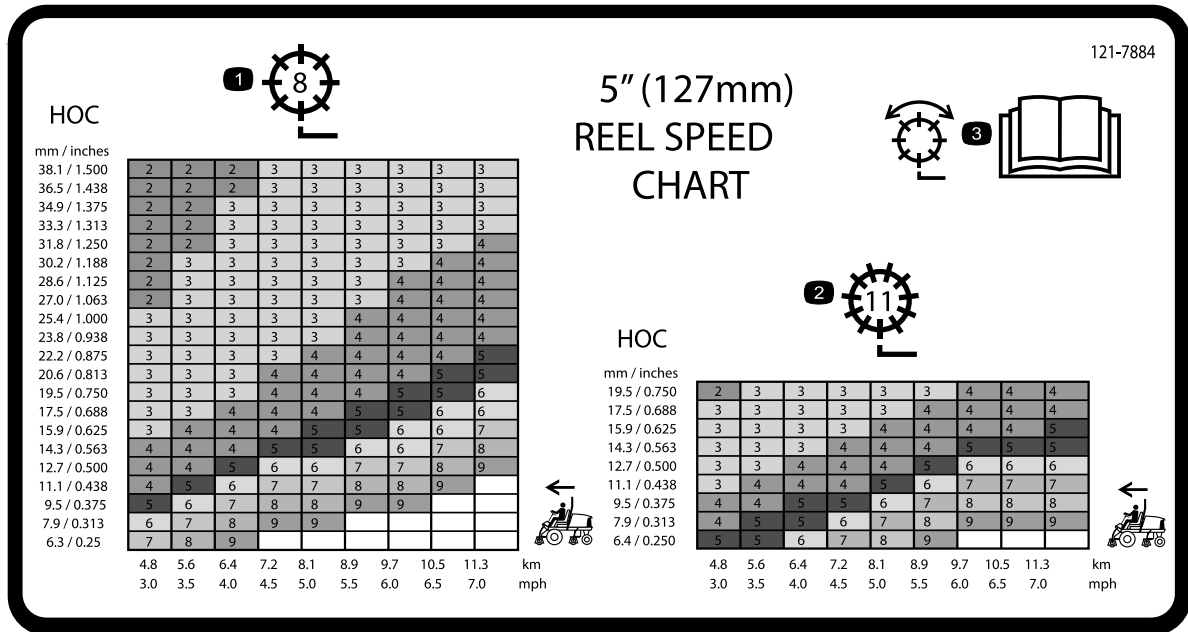 121-7884
5" (127mm)
REEL SPEED
CHART
1
8
HOC
mm / inches
38.1 / 1.500 2 2 2 3 3 3 3 3 3
36.5 / 1.438 2 2 2 3 3 3 3 3 3
34.9 / 1.375 2 2 3 3 3 3 3 3 3
33.3 / 1.313 2 2 3 3 3 3 3 3 3
31.8 / 1.250 2 2 3 3 3 3 3 3 4
30.2 / 1.188 2 3 3 3 3 3 3 4 4
28.6 / 1.125 2 3 3 3 3 3 4 4 4
27.0 / 1.063 2 3 3 3 3 3 4 4 4
25.4 / 1.000 3 3 3 3 3 4 4 4 4
23.8 / 0.938 3 3 3 3 3 4 4 4 4
22.2 / 0.875 3 3 3 3 4 4 4 4 5
20.6 / 0.813 3 3 3 4 4 4 4 5 5
19.5 / 0.750 3 3 3 4 4 4 5 5 6
17.5 / 0.688 3 3 4 4 4 5 5 6 6
15.9 / 0.625 3 4 4 4 5 5 6 6 7
14.3 / 0.563 4 4 4 5 5 6 6 7 8
12.7 / 0.500 4 4 5 6 6 7 7 8 9
11.1 / 0.438 4 5 6 7 7 8 8 9
9.5 / 0.375 5 6 7 8 8 9 9
7.9 / 0.313 6 7 8 9 9
6.3 / 0.25 7 8 9
4.8 5.6 6.4 7.2 8.1 8.9 9.7 10.5 11.3 km
3.0 3.5 4.0 4.5 5.0 5.5 6.0 6.5 7.0 mph
3
2
11
HOC
mm / inches
19.5 / 0.750 2 3 3 3 3 3 4 4 4
17.5 / 0.688 3 3 3 3 3 4 4 4 4
15.9 / 0.625 3 3 3 3 4 4 4 4 5
14.3 / 0.563 3 3 3 4 4 4 5 5 5
12.7 / 0.500 3 3 4 4 4 5 6 6 6
11.1 / 0.438 3 4 4 4 5 6 7 7 7
9.5 / 0.375 4 4 5 5 6 7 8 8 8
7.9 / 0.313 4 5 5 6 7 8 9 9 9
6.4 / 0.250 5 5 6 7 8 9
4.8 5.6 6.4 7.2 8.1 8.9 9.7 10.5 11.3 km
3.0 3.5 4.0 4.5 5.0 5.5 6.0 6.5 7.0 mph